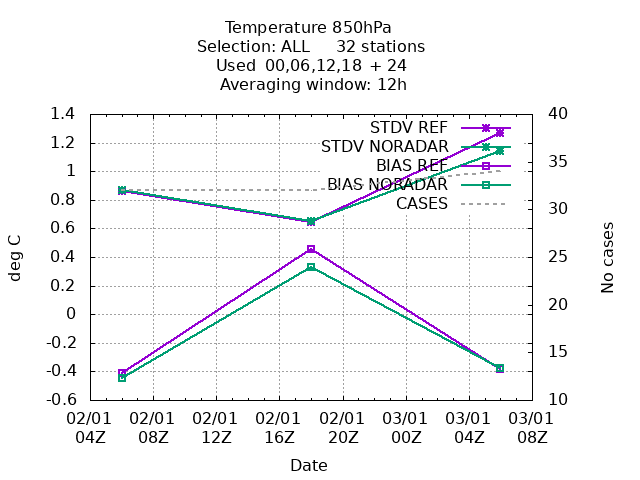 Temperature 850hPa
Selection: ALL 32 stations
Used 00,06,12,18 + 24
Averaging window: 12h
STDV REF
STDV NORADAR
BIAS REF
BIAS NORADAR
CASES
1.4
1.2
1
0.8
0.6
0.4
0.2
0
-0.2
-0.4
-0.6
deg C
40
35
30
25
20
15
10
No cases
02/01 02/01 02/01 02/01 02/01 03/01 03/01 03/01
04Z 08Z 12Z 16Z 20Z 00Z 04Z 08Z
Date